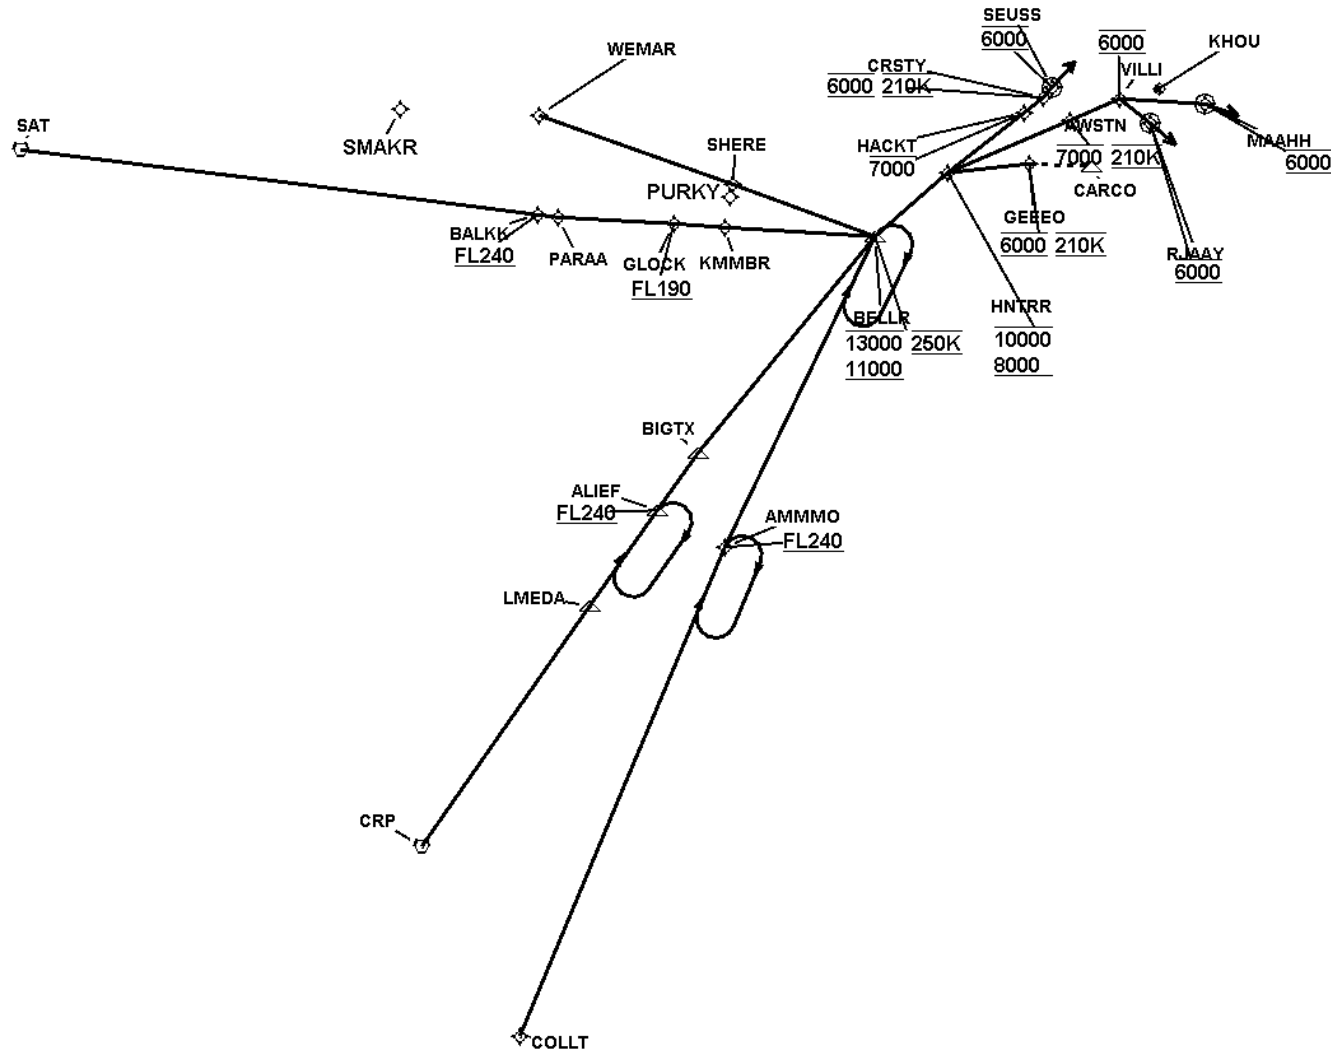 SEUSS
6000
WEMAR
6000
KHOU
CRSTY
6000 210K
VILLI
SAT
SMAKR
HACKT
7000
AWSTN
7000 210K
MAAHH
6000
SHERE
PURKY
CARCO
GEEEO
6000 210K
BALKK
FL240
PARAA
GLOCK
FL190
KMMBR
RJAAY
6000
BELLR
13000 250K
11000
HNTRR
10000
8000
BIGTX
ALIEF
FL240
AMMMO
FL240
LMEDA
CRP
COLLT